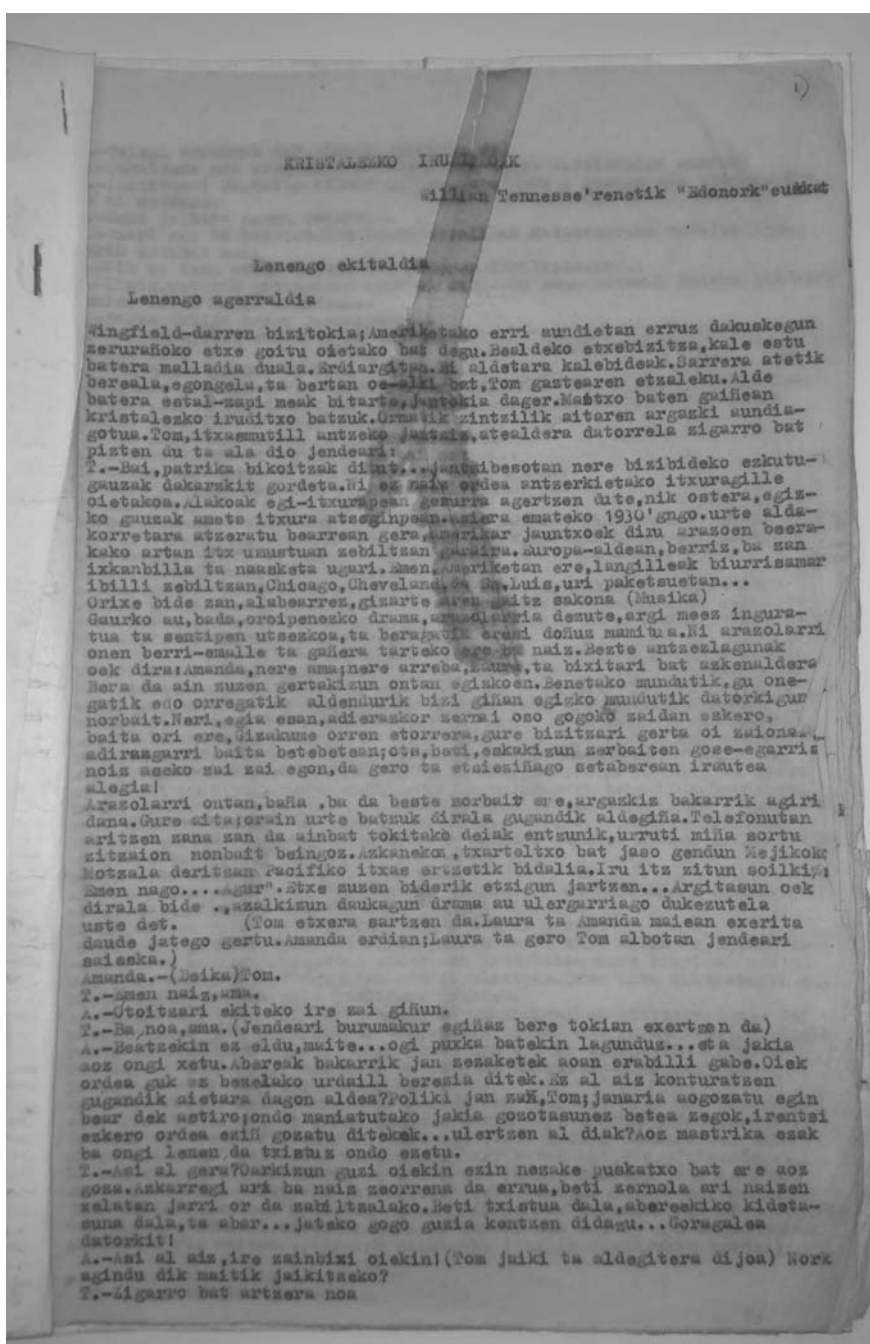 1)
KRISTALEZKO
Willian Tennesse'renetik "Edonork"euskat
Lenengo ekitaldia
Lenengo agerraldia
Wingfield-darren bizitokia;Ameriketako erri aundietan erruz dakuskegun
zerurañoko etxe goitu oietako bat degu.Bealdeko etxebizitza,kale estu
batera malladia duala.Erdiargitan.Bi aldetara kalebideak.Sarrera atetik
bereala,egongela,ta bertan oe-alki bat,Tom gaztearen etzaleku.Alde
batera estal-zapi meak bitarte,jantokia dager.Maitxo baten gaiñean
kristalezko iruditxo batzuk.Ormatik zintzilik aitaren argazki aundia-
gotua.Tom,itxasmutill antzeko jantziz,atealdera datorrela zigarro bat
pizten du ta ala dio jendeari:
T.-Bai,patrika bikoitzak ditut...jantzibesotan nere bizibideko ezkutu-
gauzak dakarzkit gordeta.Ni ez naiz ordea antzerkietako itxuragille
oietakoa.Alakoak egi-itxurapean gezurra agertzen dute,nik ostera,egiz-
ko gauzak amets itxura atseginpean.Asiera emateko 1930'gngo.urte alda-
korretara atzeratu bearrean gera,amerikar jauntxoek diru arazoen beera-
kako artan itx umustuan zebiltzan garaira.Europa-aldean,berriz,ba zan
ixkanbilla ta naasketa ugari.Emen,Ameriketan ere,langilleak biurrisamar
ibilli zebiltzan,Chicago,Cheveland, Sn.Luis,uri paketsuetan...
Orixe bide zan,alabearrez,gizarte aren gaitz sakona (Musika)
Gaurko au,bada,oroipenezko drama,arazolarria dezute,argi meez ingura-
tua ta sentipen utsezkoa,ta beragatik eresi doñuz mamitua.Ni arazolarri
onen berri-emalle ta gañera tarteko ere ba naiz.Beste antzezlagunak
oek dira:Amanda,nere ama;nere arreba,Laura,ta bixitari bat azkenaldera
Bera da ain zuzen gertakizun ontan egizkoen.Benetako mundutik,gu one-
gatik edo orregatik aldendurik bizi giñan egizko mundutik datorkigun
norbait.Neri,egia esan,adierazkor zernai oso gogoko zaidan ezkero,
baita ori ere,Gizakume orren etorrera,gure bizitzari gerta oi zaiona...
adirazgarri baita betebetean;ots,beti,eskakizun zerbaiten gose-egarriz
noiz aseko zai zai egon,da gero ta etsieziñago setaberean irautea
alegia!
Arazolarri ontan,baña ,ba da beste norbait ere,argazkiz bakarrik agiri
dana.Gure aita;orain urte batzuk dirala gugandik aldegiña.Telefonutan
aritzen zana zan da ainbat tokitako deiak entzunik,urruti miña sortu
zitzaion nonbait beingoz.Azkanekoz,txarteltxo bat jaso gendun Mejikoko
Motzala deritzan Pacifiko itxas ertzetik bidalia.Iru itz zitun soilki,:
Emen nago....Agur".Etxe zuzen biderik etzigun jartzen...Argitasun oek
dirala bide .,azalkizun daukagun drama au ulergarriago dukezutela
uste det. (Tom etxera sartzen da.Laura ta Amanda maiean exerita
daude jatego gertu.Amanda erdian;Laura ta gero Tom albotan jendeari
saieska.)
Amanda.-(Deika)Tom.
T.-Emen naiz,ama.
A.-Otoitzari ekiteko ire zai giñun.
T.-Ba noa,ama.(Jendeari burumakur egiñaz bere tokian exertzen da)
A.-Beatzekin ez eldu,maite...ogi puxka batekin lagunduz...eta jakia
aoz ongi xetu.Abereak bakarrik jan zezaketek aoan erabilli gabe.Oiek
ordea guk ez bezelako urdaill berezia ditek.Ez al aiz konturatzen
gugandik aietara dagon aldea?Poliki jan zak,Tom;janaria aogozatu egin
bear dek astiro;ondo maniatutako jakia gozotasunez betea zegok,irentsi
ezkero ordea eziñ gozatu ditekek...ulertzen al diak?Aoz mastrika ezak
ba ongi lenen,da txistuz ondo ezetu.
T.-Asi al gera?Oarkizun guzi oiekin ezin nezake puskatxo bat ere aoz
goza.Azkarregi ari ba naiz zeorrena da errua,beti zernola ari naizen
zelatan jarri or da zabiltzalako.Beti txistua dala,abereekiko kideta-
suna dala,ta abar...jateko gogo guzia kentzen didazu...Goragalea
datorkit!
A.-Asi al aiz,ire zainbixi oiekin!(Tom jaiki ta aldegitera dijoa) Nork
agindu dik maitik jaikitzeko?
T.-Zigarro bat artzera noa